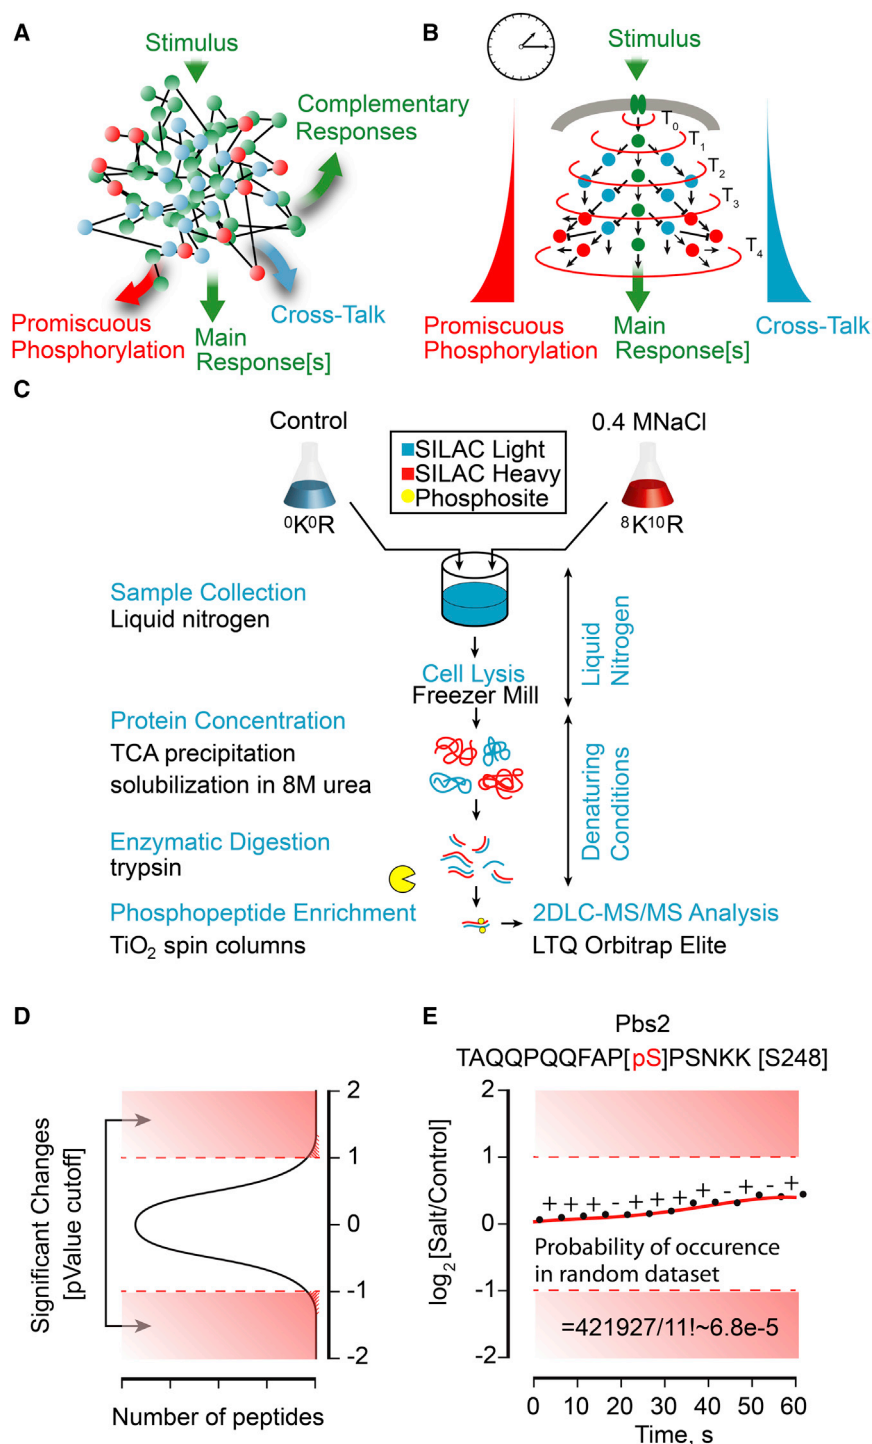 A
Stimulus
Complementary
Responses
Promiscuous
Phosphorylation
Main
Response[s]
Cross-Talk
B
Stimulus
T0
T1
T2
T3
T4
Promiscuous
Phosphorylation
Main
Response[s]
Cross-Talk
C
Control
0.4 MNaCl
SILAC Light
SILAC Heavy
Phosphosite
⁰K⁰R
⁸K¹⁰R
Sample Collection
Liquid nitrogen
Liquid
Nitrogen
Cell Lysis
Freezer Mill
Protein Concentration
TCA precipitation
solubilization in 8M urea
Denaturing
Conditions
Enzymatic Digestion
trypsin
Phosphopeptide Enrichment
TiO₂ spin columns
2DLC-MS/MS Analysis
LTQ Orbitrap Elite
D
Significant Changes
[pValue cutoff]
2
1
0
-1
-2
Number of peptides
E
Pbs2
TAQQPQQFAP[pS]PSNKK [S248]
log₂[Salt/Control]
2
1
0
-1
-2
+ + + - + + + + - + - +
Probability of occurence
in random dataset
=421927/11!~6.8e-5
0 10 20 30 40 50 60
Time, s